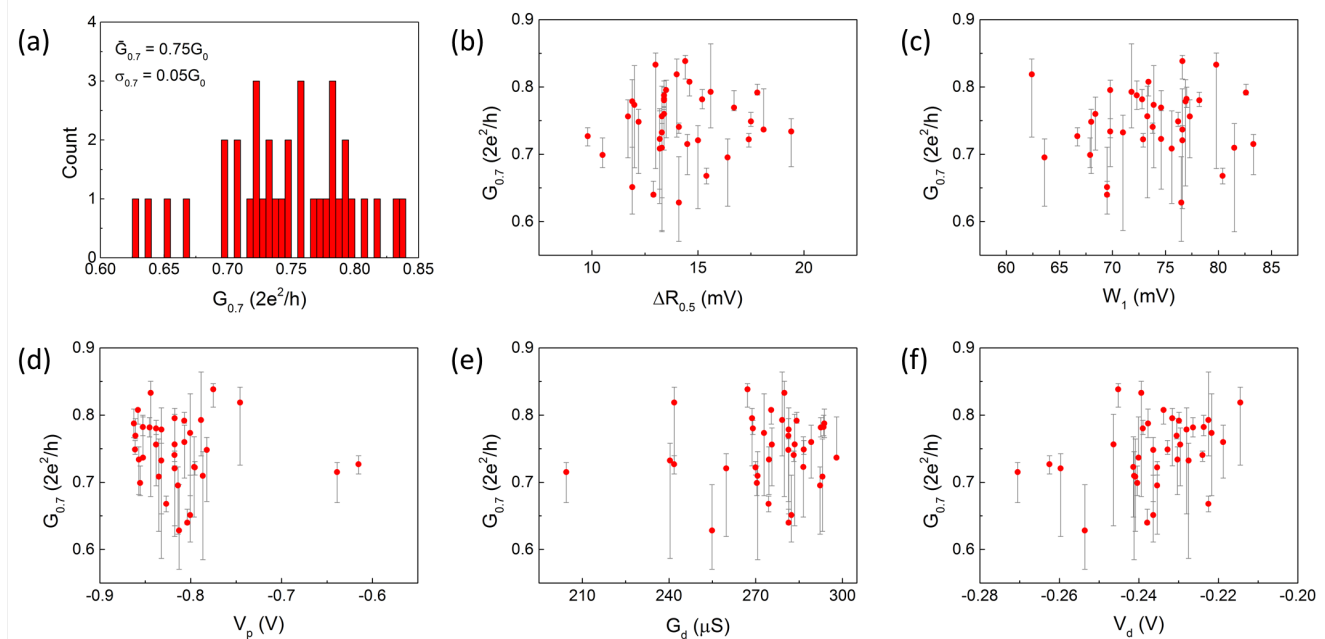 (a)
4
3
2
1
0
Count
Ḡ0.7 = 0.75G0
σ0.7 = 0.05G0
0.60 0.65 0.70 0.75 0.80 0.85
G0.7 (2e²/h)
(b)
0.9
0.8
0.7
0.6
G0.7 (2e²/h)
10 15 20
ΔR0.5 (mV)
(c)
0.9
0.8
0.7
0.6
G0.7 (2e²/h)
60 65 70 75 80 85
W1 (mV)
(d)
0.9
0.8
0.7
0.6
G0.7 (2e²/h)
-0.9 -0.8 -0.7 -0.6
Vp (V)
(e)
0.9
0.8
0.7
0.6
G0.7 (2e²/h)
210 240 270 300
Gd (μS)
(f)
0.9
0.8
0.7
0.6
G0.7 (2e²/h)
-0.28 -0.26 -0.24 -0.22 -0.20
Vd (V)